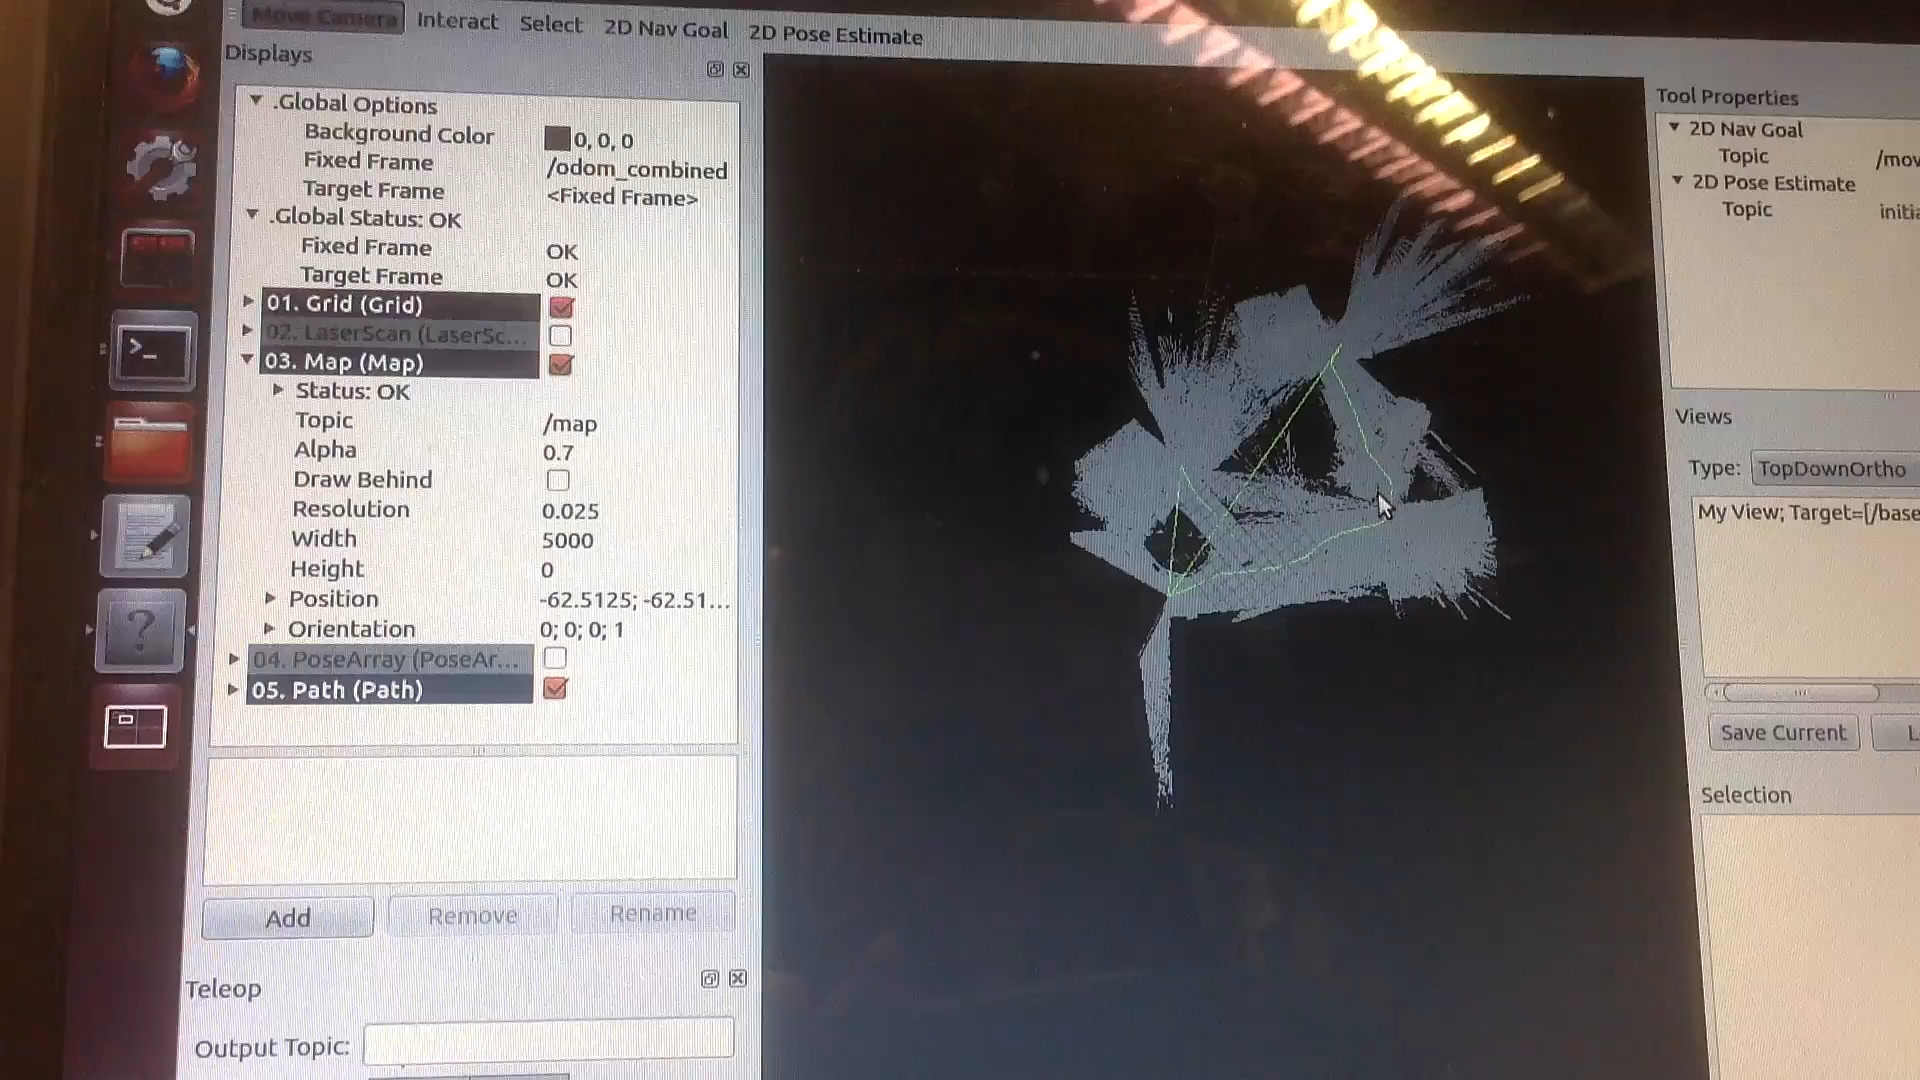 Move Camera Interact Select 2D Nav Goal 2D Pose Estimate
Displays
.Global Options
Background Color 0, 0, 0
Fixed Frame /odom_combined
Target Frame <Fixed Frame>
.Global Status: OK
Fixed Frame OK
Target Frame OK
01. Grid (Grid)
02. LaserScan (LaserSc...
03. Map (Map)
Status: OK
Topic /map
Alpha 0.7
Draw Behind
Resolution 0.025
Width 5000
Height 0
Position -62.5125; -62.51...
Orientation 0; 0; 0; 1
04. PoseArray (PoseAr...
05. Path (Path)
Add Remove Rename
Teleop
Output Topic:
Tool Properties
2D Nav Goal
Topic /mov
2D Pose Estimate
Topic initia
Views
Type: TopDownOrtho
My View; Target=[/base
Save Current L
Selection